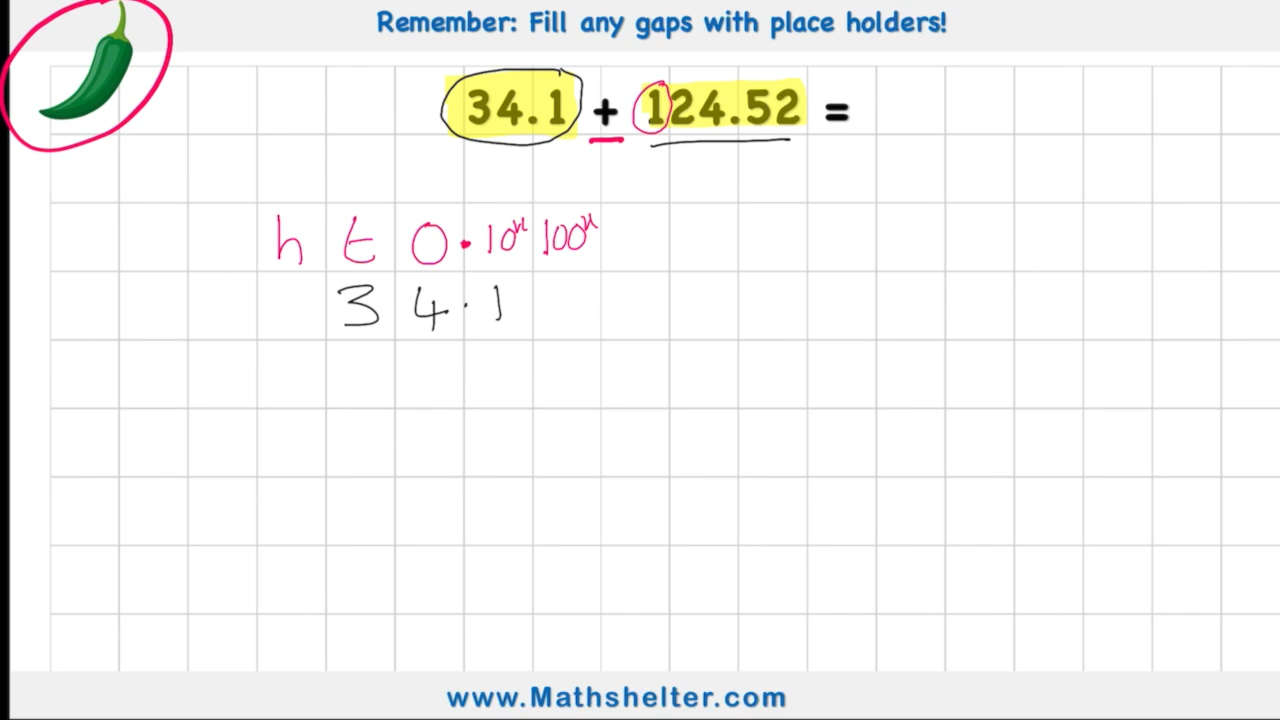 Remember: Fill any gaps with place holders!
34.1 + 124.52 =
h t O . 10ᵗʰ 100ᵗʰ
3 4 . 1
www.Mathshelter.com